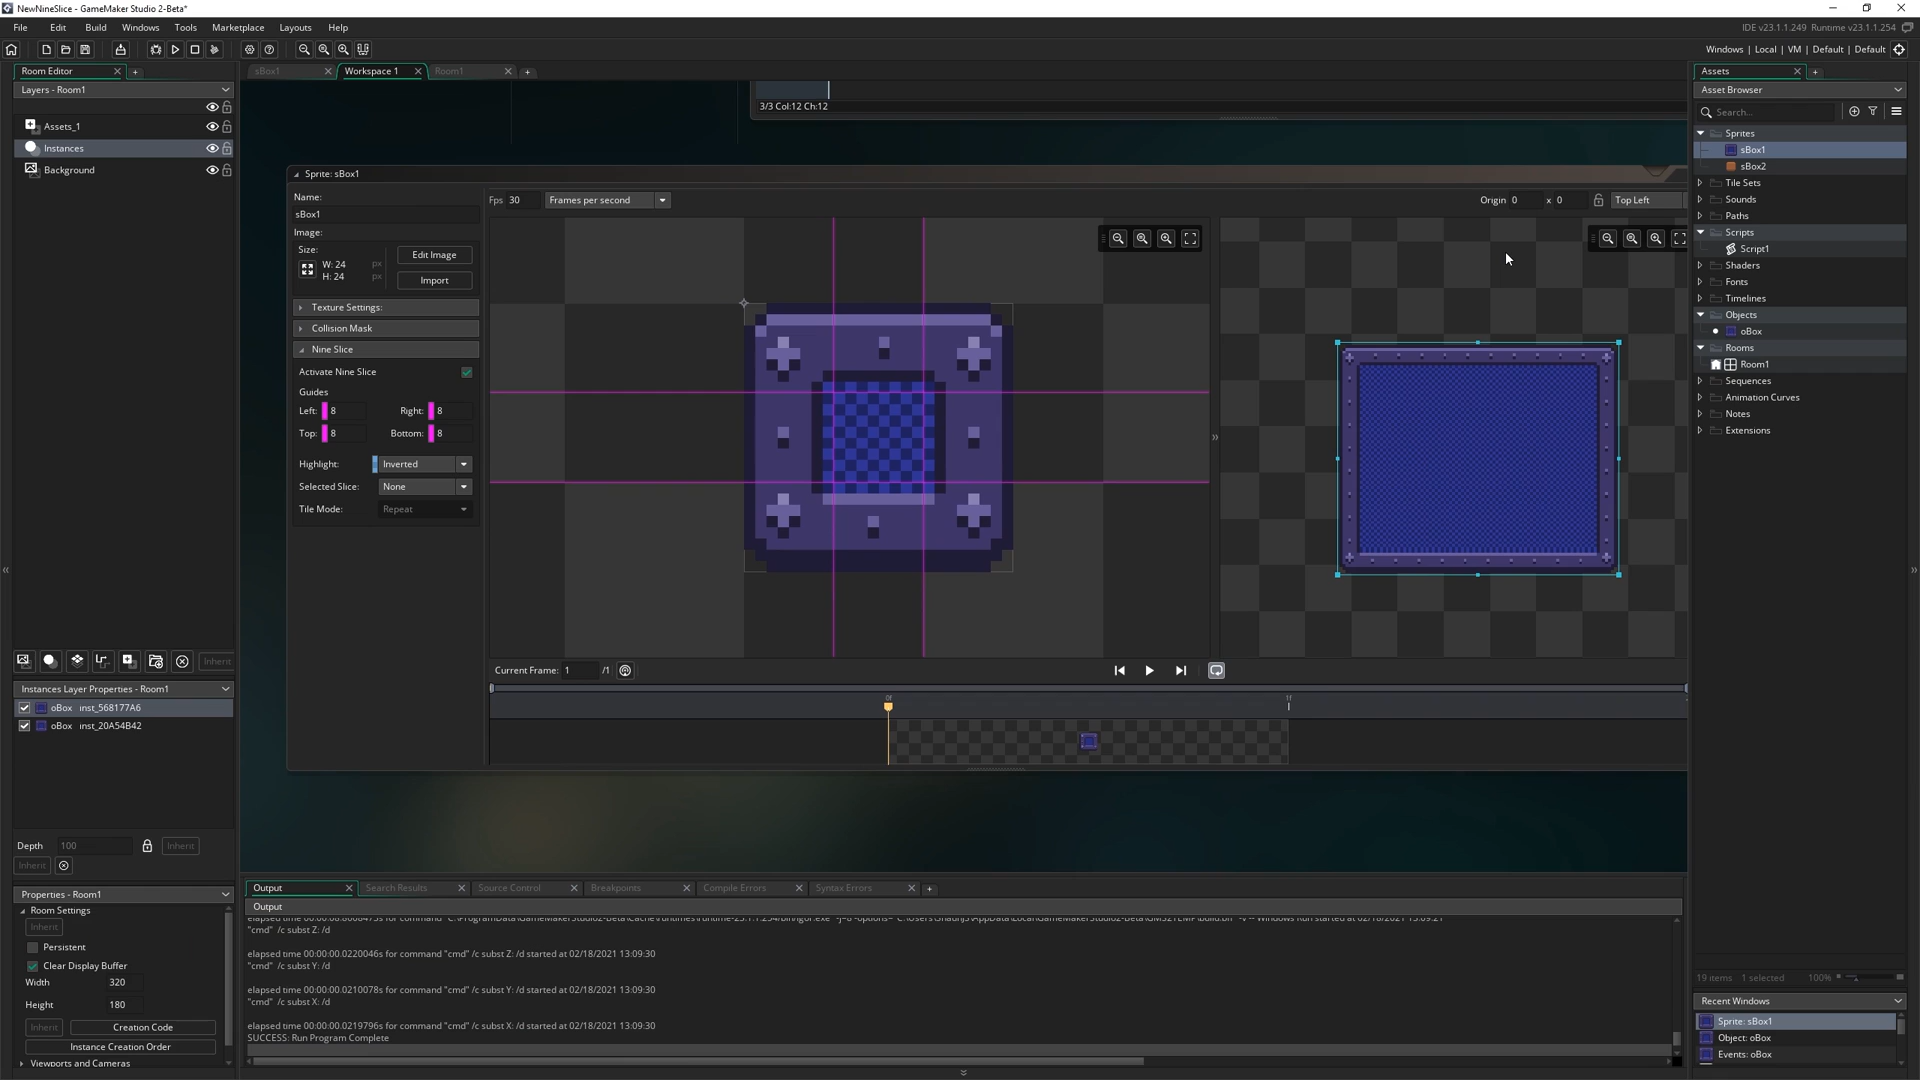 NewNineSlice - GameMaker Studio 2-Beta*
File Edit Build Windows Tools Marketplace Layouts Help
IDE v23.1.1.249 Runtime v23.1.1.254
Windows | Local | VM | Default | Default
Room Editor
Layers - Room1
Assets_1
Instances
Background
sBox1
Workspace 1
Room1
3/3 Col:12 Ch:12
Sprite: sBox1
Name:
sBox1
Image:
Size:
W: 24 px
H: 24 px
Edit Image
Import
Texture Settings:
Collision Mask
Nine Slice
Activate Nine Slice
Guides
Left: 8 Right: 8
Top: 8 Bottom: 8
Highlight: Inverted
Selected Slice: None
Tile Mode: Repeat
Fps 30 Frames per second
Origin 0 x 0 Top Left
Current Frame: 1 /1
0f
1f
Inherit
Instances Layer Properties - Room1
oBox inst_568177A6
oBox inst_20A54B42
Depth 100 Inherit
Inherit
Properties - Room1
Room Settings
Inherit
Persistent
Clear Display Buffer
Width 320
Height 180
Inherit Creation Code
Instance Creation Order
Viewports and Cameras
Output
Search Results
Source Control
Breakpoints
Compile Errors
Syntax Errors
Output
"cmd" /c subst Z: /d
elapsed time 00:00:00.0220046s for command "cmd" /c subst Z: /d started at 02/18/2021 13:09:30
"cmd" /c subst Y: /d
elapsed time 00:00:00.0210078s for command "cmd" /c subst Y: /d started at 02/18/2021 13:09:30
"cmd" /c subst X: /d
elapsed time 00:00:00.0219796s for command "cmd" /c subst X: /d started at 02/18/2021 13:09:30
SUCCESS: Run Program Complete
Assets
Asset Browser
Search...
Sprites
sBox1
sBox2
Tile Sets
Sounds
Paths
Scripts
Script1
Shaders
Fonts
Timelines
Objects
oBox
Rooms
Room1
Sequences
Animation Curves
Notes
Extensions
19 items 1 selected 100%
Recent Windows
Sprite: sBox1
Object: oBox
Events: oBox